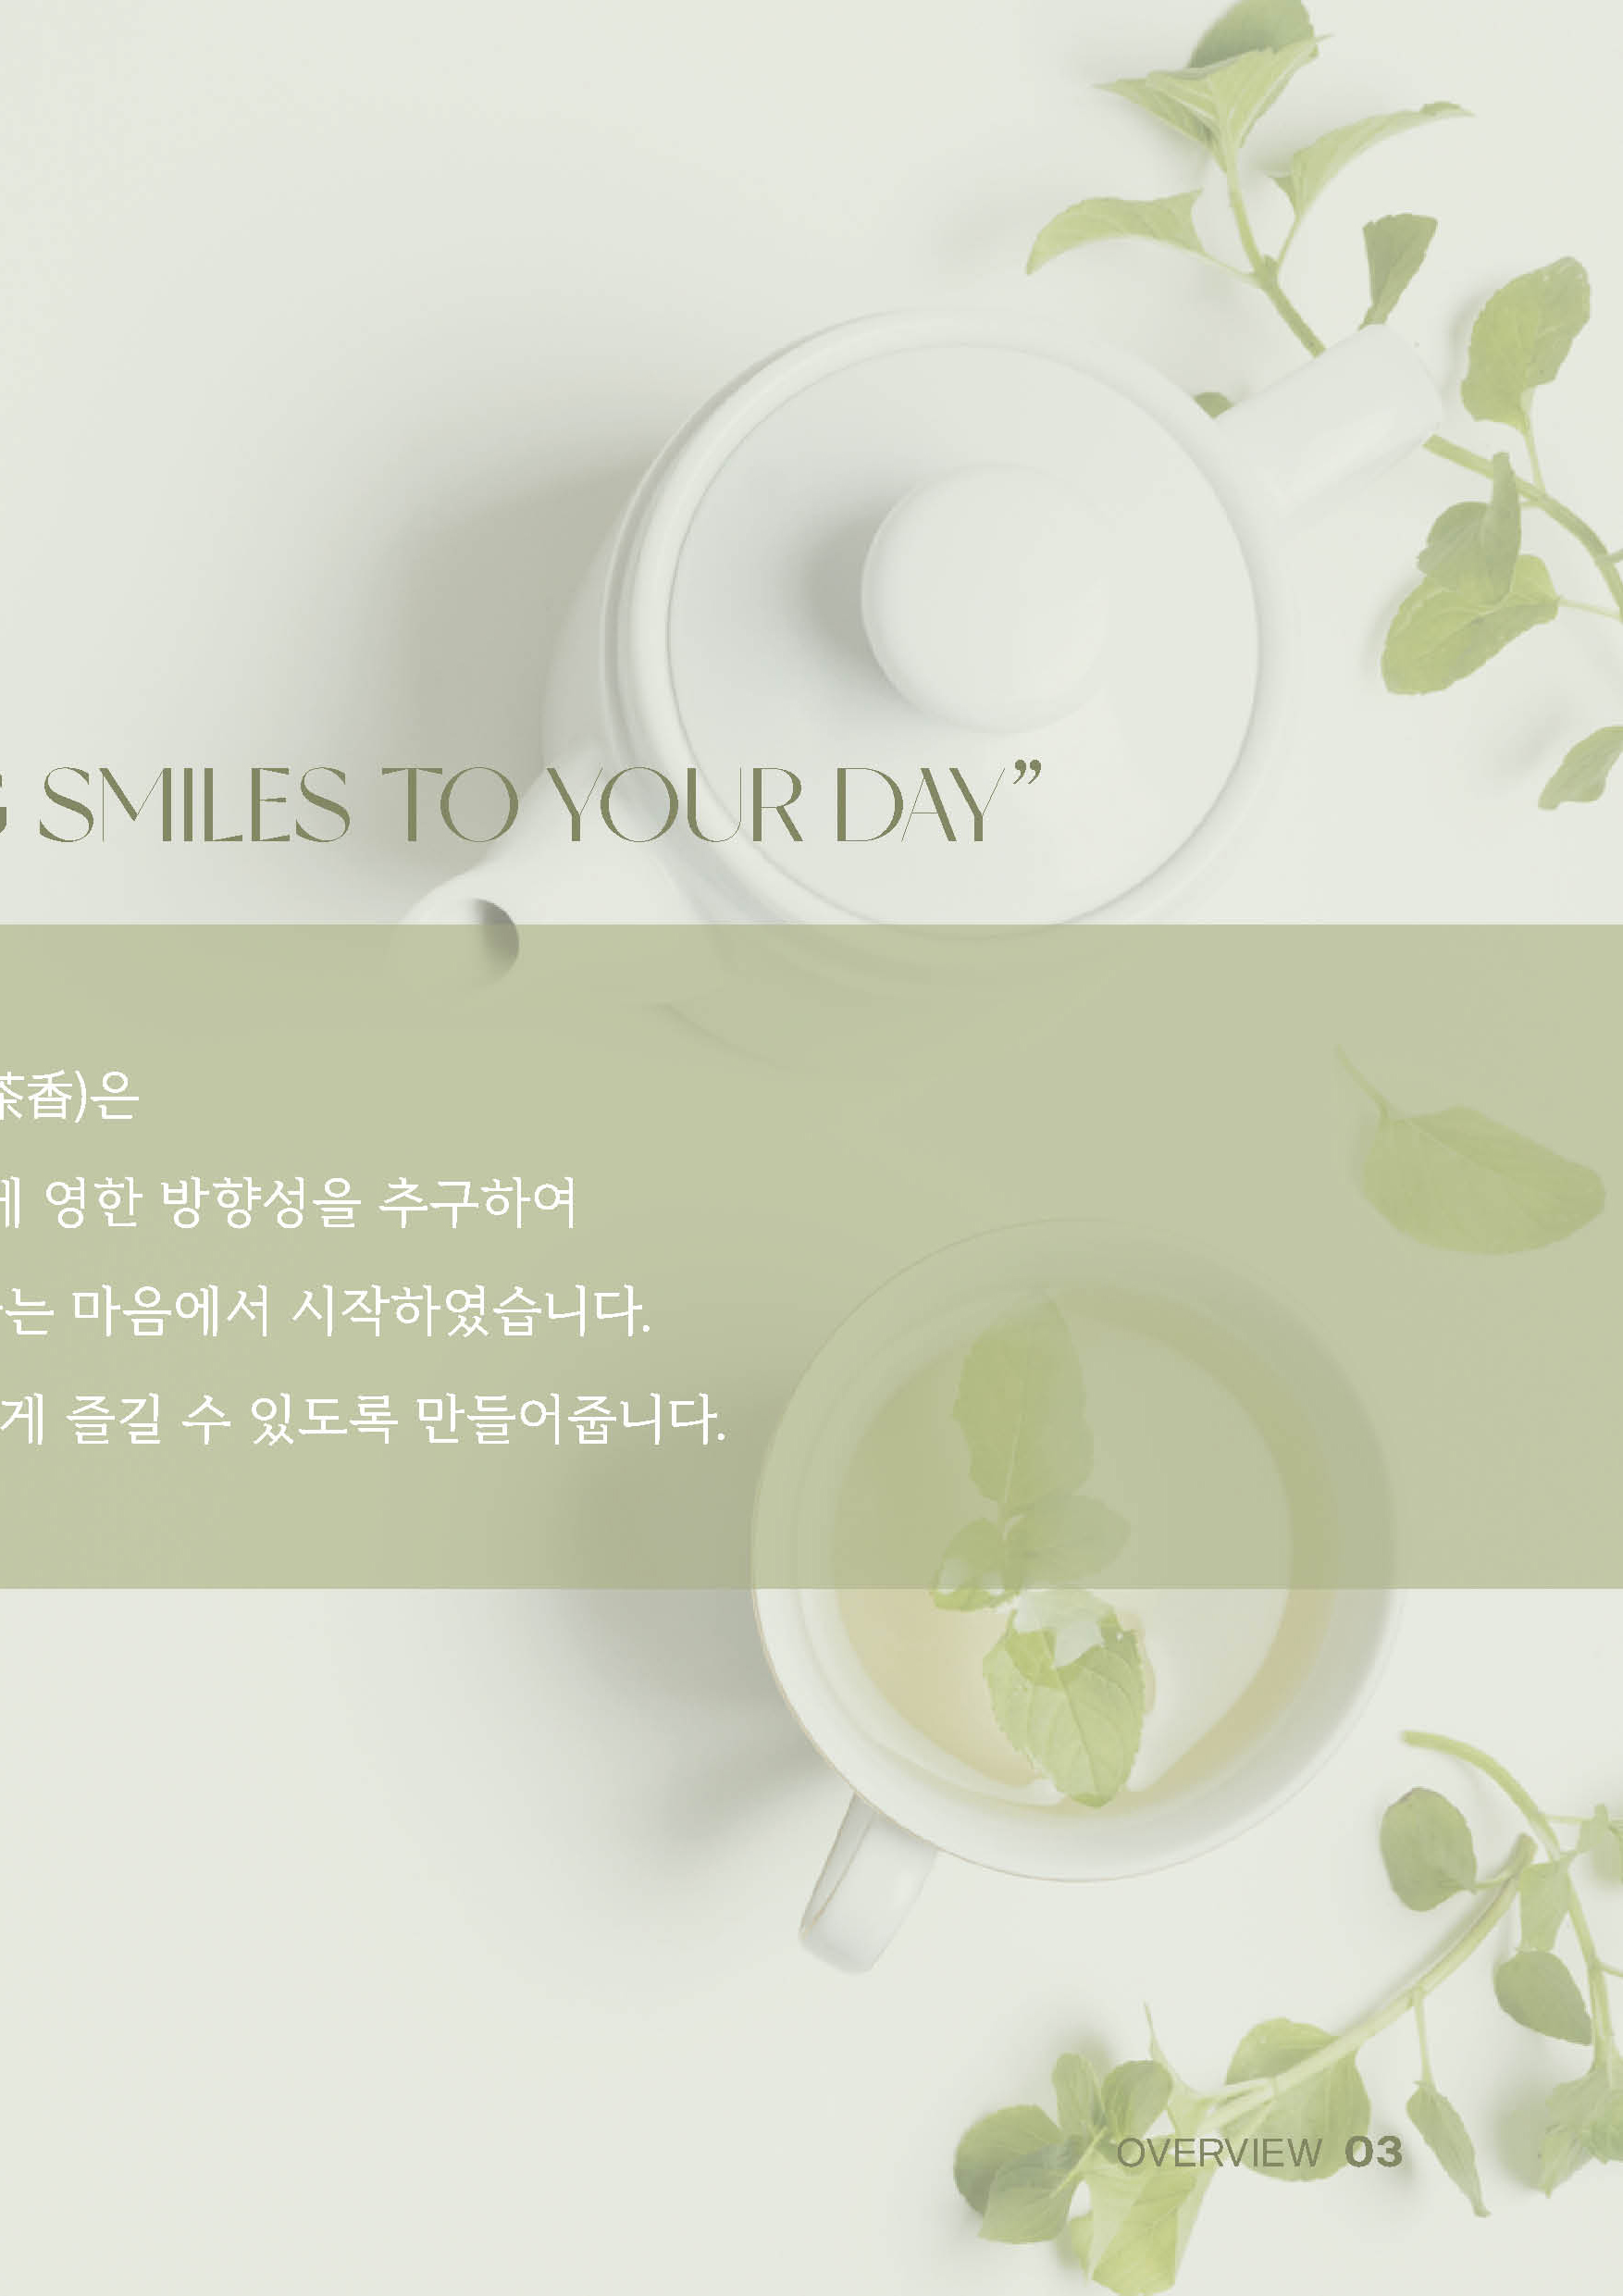 SMILES TO YOUR DAY”
茶香)은
영한 방향성을 추구하여
는 마음에서 시작하였습니다.
게 즐길 수 있도록 만들어줍니다.
OVERVIEW 03